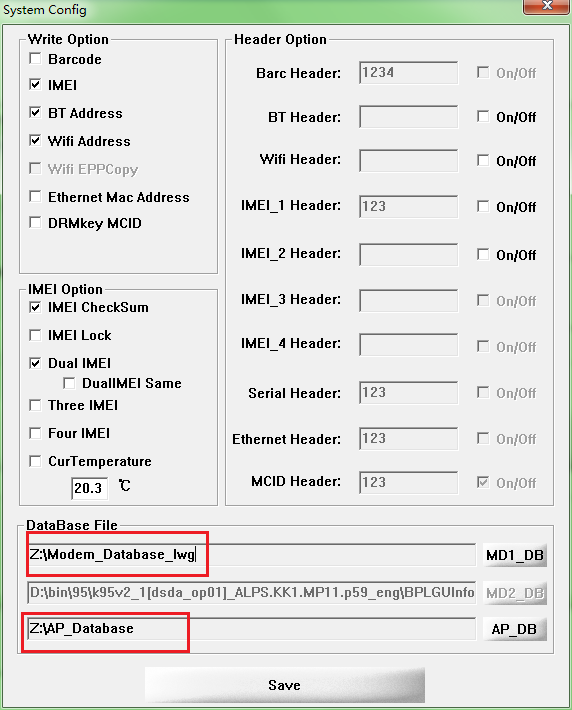 System Config
Write Option
Barcode
IMEI
BT Address
Wifi Address
Wifi EPPCopy
Ethernet Mac Address
DRMkey MCID
IMEI Option
IMEI CheckSum
IMEI Lock
Dual IMEI
DualIMEI Same
Three IMEI
Four IMEI
CurTemperature
20.3 ℃
Header Option
Barc Header: 1234 On/Off
BT Header: On/Off
Wifi Header: On/Off
IMEI_1 Header: 123 On/Off
IMEI_2 Header: On/Off
IMEI_3 Header: On/Off
IMEI_4 Header: On/Off
Serial Header: 123 On/Off
Ethernet Header: 123 On/Off
MCID Header: 123 On/Off
DataBase File
Z:\Modem_Database_lwg MD1_DB
D:\bin\95\k95v2_1[dsda_op01]_ALPS.KK1.MP11.p59_eng\BPLGUInfo MD2_DB
Z:\AP_Database AP_DB
Save